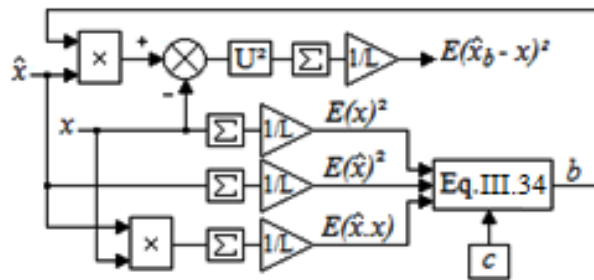 x̂ × + − U² Σ 1/L E(x̂b - x)²
x Σ 1/L E(x)²
Σ 1/L E(x̂)² Eq.III.34 b
× Σ 1/L E(x̂.x)
c